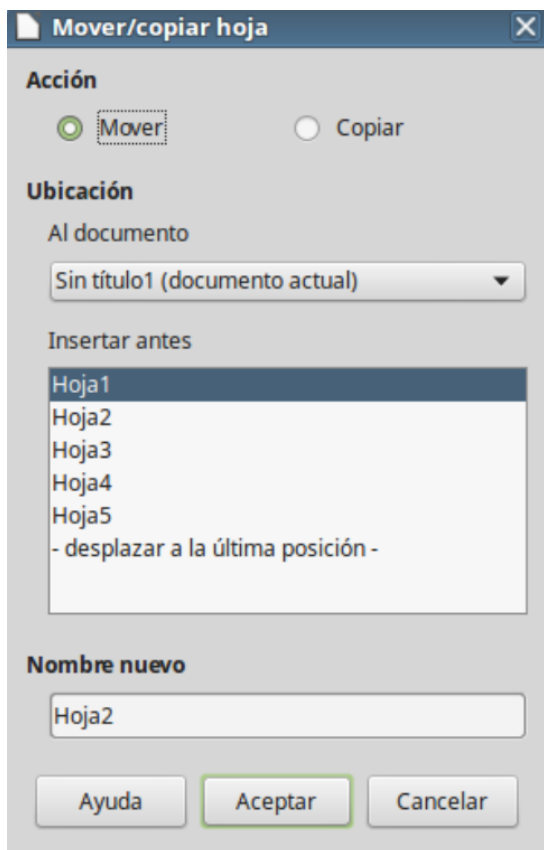 Mover/copiar hoja
Acción
Mover Copiar
Ubicación
Al documento
Sin título1 (documento actual)
Insertar antes
Hoja1
Hoja2
Hoja3
Hoja4
Hoja5
- desplazar a la última posición -
Nombre nuevo
Hoja2
Ayuda Aceptar Cancelar